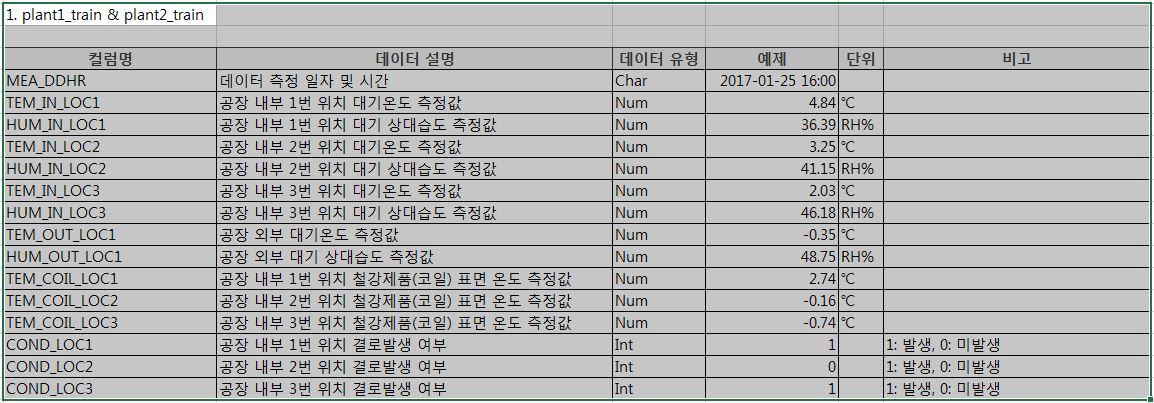 1. plant1_train & plant2_train
컬럼명 데이터 설명 데이터 유형 예제 단위 비고
MEA_DDHR 데이터 측정 일자 및 시간 Char 2017-01-25 16:00
TEM_IN_LOC1 공장 내부 1번 위치 대기온도 측정값 Num 4.84 ℃
HUM_IN_LOC1 공장 내부 1번 위치 대기 상대습도 측정값 Num 36.39 RH%
TEM_IN_LOC2 공장 내부 2번 위치 대기온도 측정값 Num 3.25 ℃
HUM_IN_LOC2 공장 내부 2번 위치 대기 상대습도 측정값 Num 41.15 RH%
TEM_IN_LOC3 공장 내부 3번 위치 대기온도 측정값 Num 2.03 ℃
HUM_IN_LOC3 공장 내부 3번 위치 대기 상대습도 측정값 Num 46.18 RH%
TEM_OUT_LOC1 공장 외부 대기온도 측정값 Num -0.35 ℃
HUM_OUT_LOC1 공장 외부 대기 상대습도 측정값 Num 48.75 RH%
TEM_COIL_LOC1 공장 내부 1번 위치 철강제품(코일) 표면 온도 측정값 Num 2.74 ℃
TEM_COIL_LOC2 공장 내부 2번 위치 철강제품(코일) 표면 온도 측정값 Num -0.16 ℃
TEM_COIL_LOC3 공장 내부 3번 위치 철강제품(코일) 표면 온도 측정값 Num -0.74 ℃
COND_LOC1 공장 내부 1번 위치 결로발생 여부 Int 1 1: 발생, 0: 미발생
COND_LOC2 공장 내부 2번 위치 결로발생 여부 Int 0 1: 발생, 0: 미발생
COND_LOC3 공장 내부 3번 위치 결로발생 여부 Int 1 1: 발생, 0: 미발생